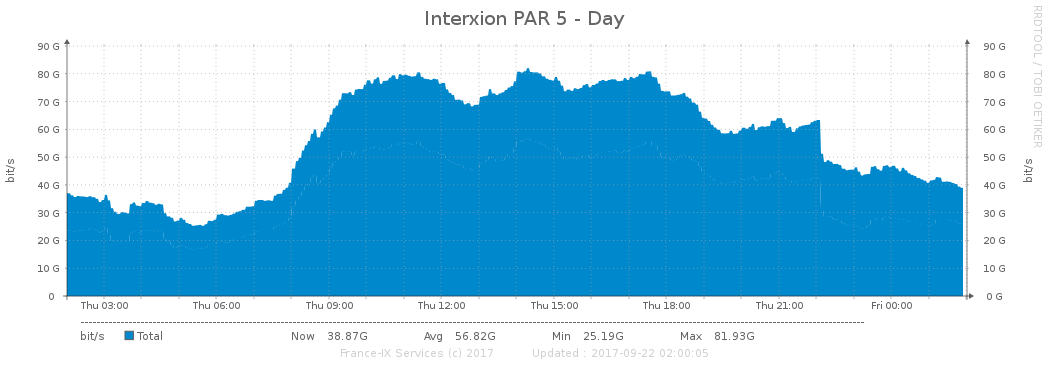 Interxion PAR 5 - Day
RRDTOOL / TOBI OETIKER
90 G 90 G
80 G 80 G
70 G 70 G
60 G 60 G
50 G 50 G
40 G 40 G
30 G 30 G
20 G 20 G
10 G 10 G
0 0 G
bit/s bit/s
Thu 03:00 Thu 06:00 Thu 09:00 Thu 12:00 Thu 15:00 Thu 18:00 Thu 21:00 Fri 00:00
bit/s Total Now 38.87G Avg 56.82G Min 25.19G Max 81.93G
France-IX Services (c) 2017 Updated : 2017-09-22 02:00:05